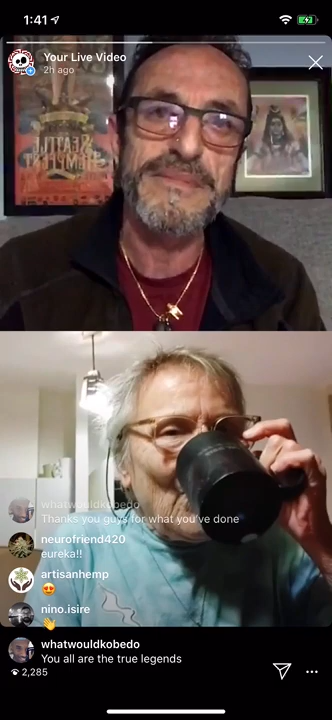 1:41
Your Live Video
2h ago
SEATTLE
HEMPFEST
whatwouldkobedo
Thanks you guys for what you've done
neurofriend420
eureka!!
artisanhemp
😍
nino.isire
👋
whatwouldkobedo
You all are the true legends
2,285